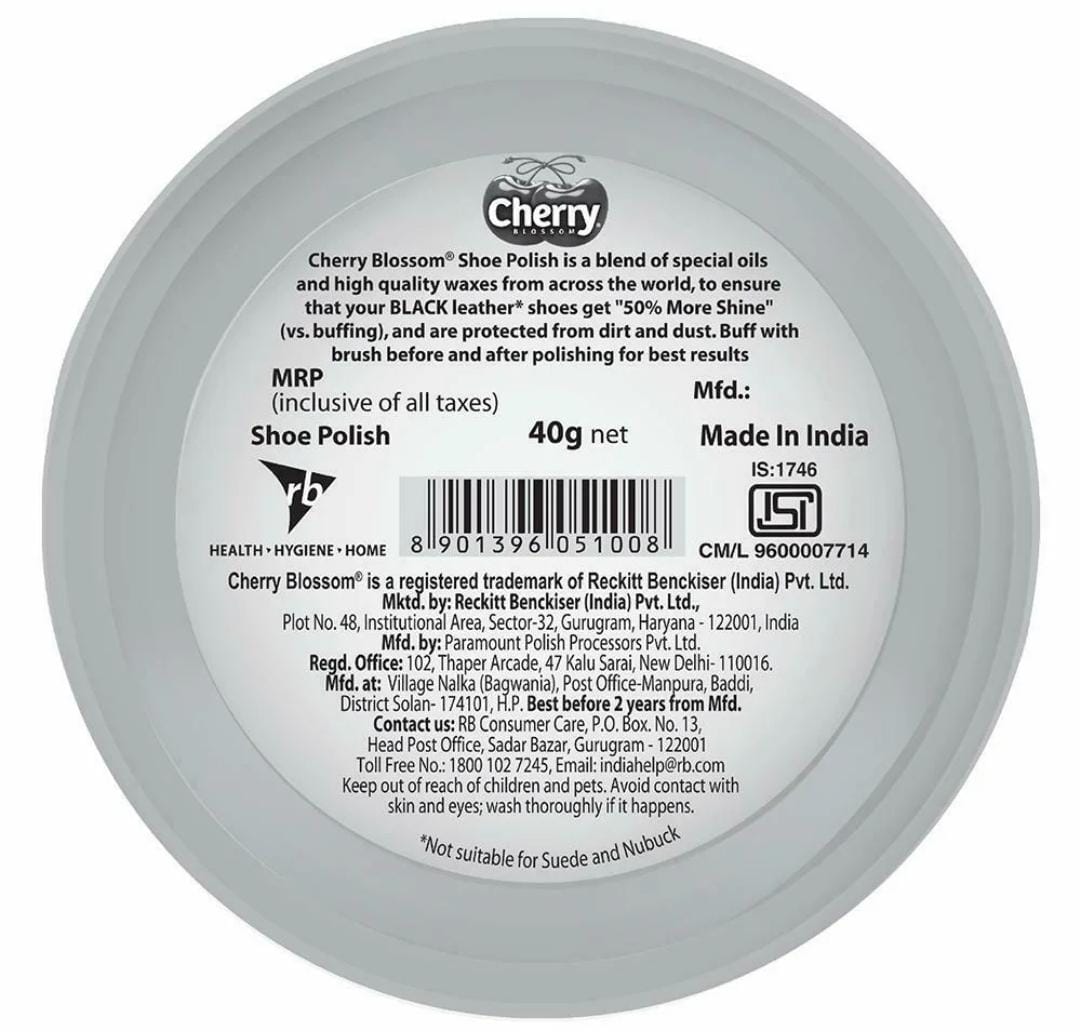 Cherry
BLOSSOM
Cherry Blossom® Shoe Polish is a blend of special oils
and high quality waxes from across the world, to ensure
that your BLACK leather* shoes get "50% More Shine"
(vs. buffing), and are protected from dirt and dust. Buff with
brush before and after polishing for best results
MRP
(inclusive of all taxes)
Mfd.:
Shoe Polish 40g net Made In India
IS:1746
rb
ISI
HEALTH • HYGIENE • HOME
8 901396 051008
CM/L 9600007714
Cherry Blossom® is a registered trademark of Reckitt Benckiser (India) Pvt. Ltd.
Mktd. by: Reckitt Benckiser (India) Pvt. Ltd.,
Plot No. 48, Institutional Area, Sector-32, Gurugram, Haryana - 122001, India
Mfd. by: Paramount Polish Processors Pvt. Ltd.
Regd. Office: 102, Thaper Arcade, 47 Kalu Sarai, New Delhi- 110016.
Mfd. at: Village Nalka (Bagwania), Post Office-Manpura, Baddi,
District Solan- 174101, H.P. Best before 2 years from Mfd.
Contact us: RB Consumer Care, P.O. Box. No. 13,
Head Post Office, Sadar Bazar, Gurugram - 122001
Toll Free No.: 1800 102 7245, Email: indiahelp@rb.com
Keep out of reach of children and pets. Avoid contact with
skin and eyes; wash thoroughly if it happens.
*Not suitable for Suede and Nubuck